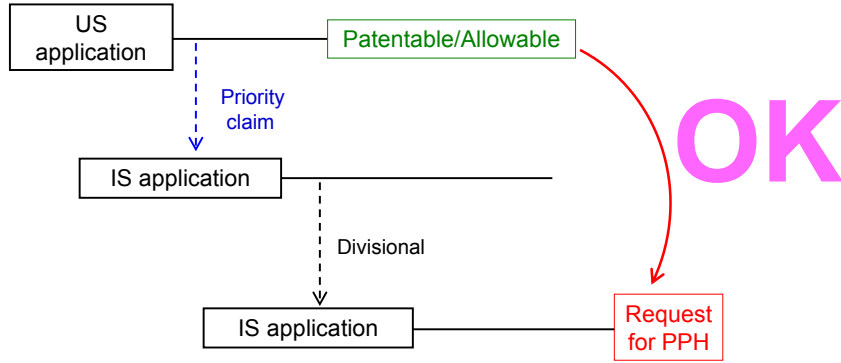 US
application
Patentable/Allowable
Priority
claim
OK
IS application
Divisional
IS application
Request
for PPH